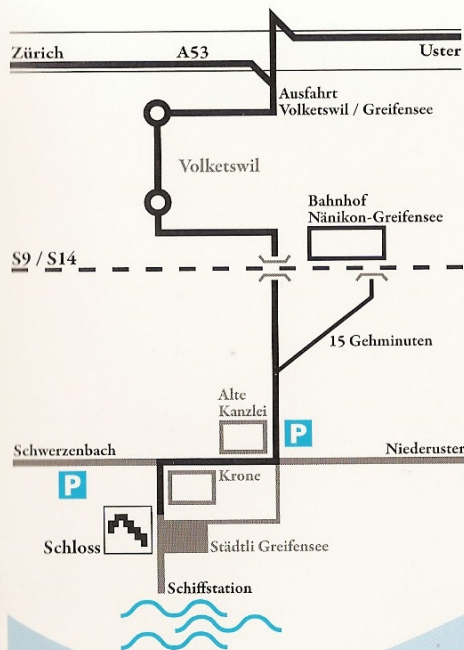 Zürich
A53
Uster
Ausfahrt
Volketswil / Greifensee
Volketswil
Bahnhof
Nänikon-Greifensee
S9 / S14
15 Gehminuten
Alte
Kanzlei
P
Schwerzenbach
Niederuster
P
Krone
Schloss
Städtli Greifensee
Schiffstation